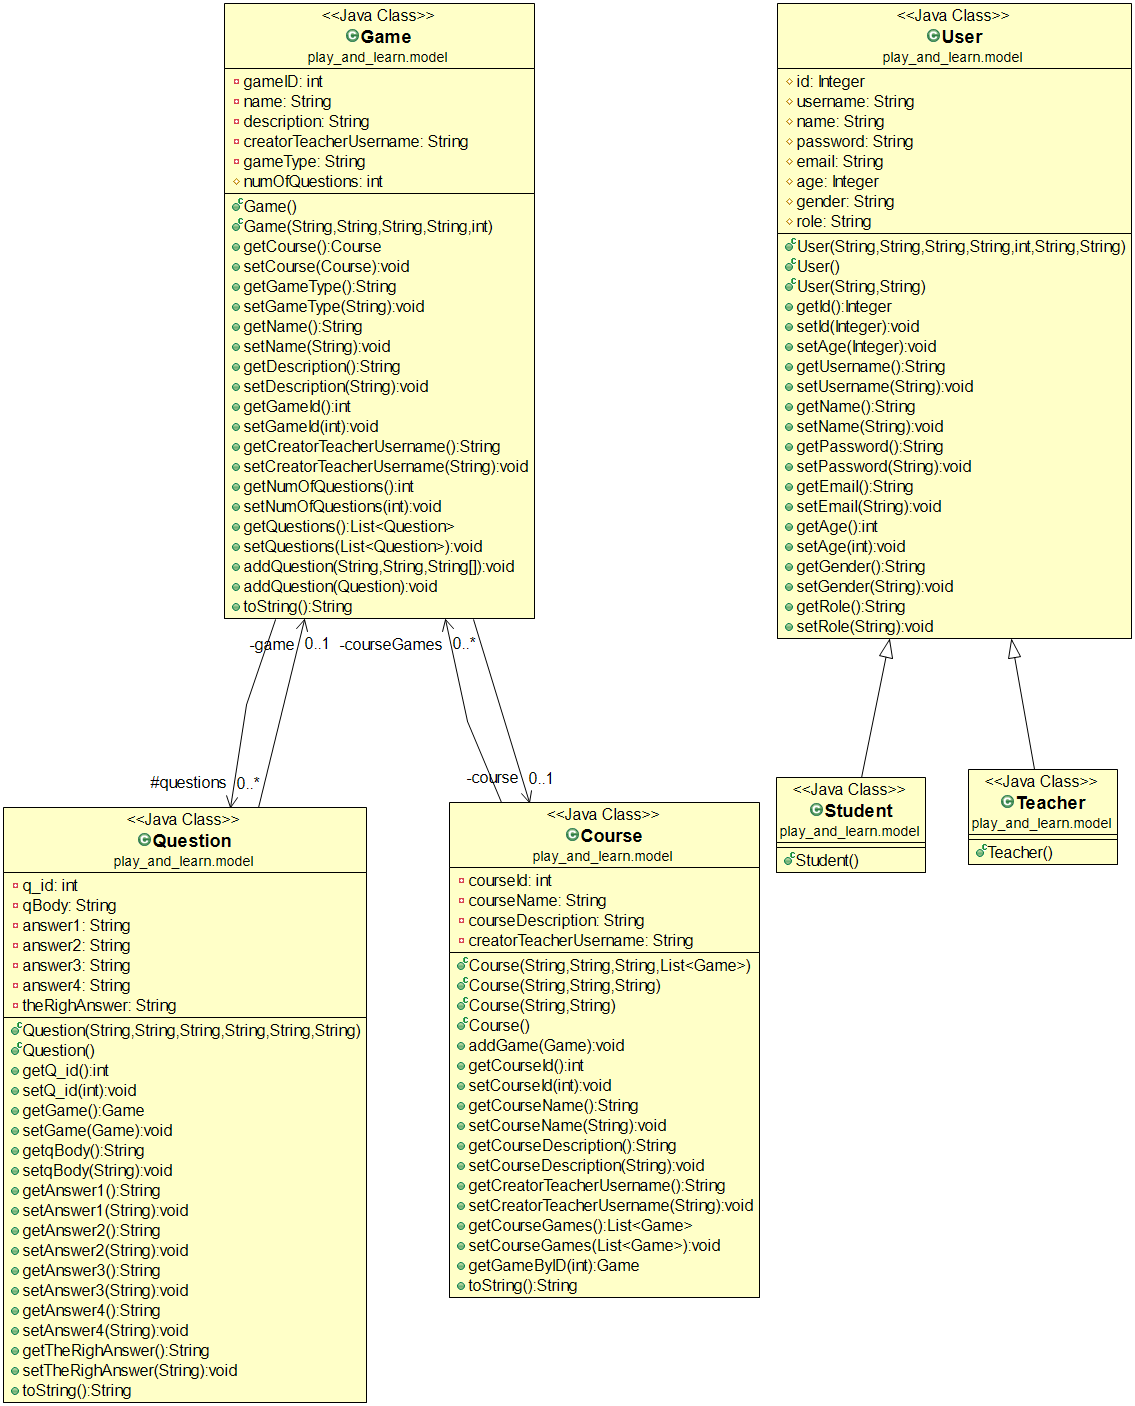 <<Java Class>>
Game
play_and_learn.model
gameID: int
name: String
description: String
creatorTeacherUsername: String
gameType: String
numOfQuestions: int
Game()
Game(String,String,String,String,int)
getCourse():Course
setCourse(Course):void
getGameType():String
setGameType(String):void
getName():String
setName(String):void
getDescription():String
setDescription(String):void
getGameId():int
setGameId(int):void
getCreatorTeacherUsername():String
setCreatorTeacherUsername(String):void
getNumOfQuestions():int
setNumOfQuestions(int):void
getQuestions():List<Question>
setQuestions(List<Question>):void
addQuestion(String,String,String[]):void
addQuestion(Question):void
toString():String
<<Java Class>>
User
play_and_learn.model
id: Integer
username: String
name: String
password: String
email: String
age: Integer
gender: String
role: String
User(String,String,String,String,int,String,String)
User()
User(String,String)
getId():Integer
setId(Integer):void
setAge(Integer):void
getUsername():String
setUsername(String):void
getName():String
setName(String):void
getPassword():String
setPassword(String):void
getEmail():String
setEmail(String):void
getAge():int
setAge(int):void
getGender():String
setGender(String):void
getRole():String
setRole(String):void
-game 0..1
-courseGames 0..*
#questions 0..*
-course 0..1
<<Java Class>>
Question
play_and_learn.model
q_id: int
qBody: String
answer1: String
answer2: String
answer3: String
answer4: String
theRighAnswer: String
Question(String,String,String,String,String,String)
Question()
getQ_id():int
setQ_id(int):void
getGame():Game
setGame(Game):void
getqBody():String
setqBody(String):void
getAnswer1():String
setAnswer1(String):void
getAnswer2():String
setAnswer2(String):void
getAnswer3():String
setAnswer3(String):void
getAnswer4():String
setAnswer4(String):void
getTheRighAnswer():String
setTheRighAnswer(String):void
toString():String
<<Java Class>>
Course
play_and_learn.model
courseId: int
courseName: String
courseDescription: String
creatorTeacherUsername: String
Course(String,String,String,List<Game>)
Course(String,String,String)
Course(String,String)
Course()
addGame(Game):void
getCourseId():int
setCourseId(int):void
getCourseName():String
setCourseName(String):void
getCourseDescription():String
setCourseDescription(String):void
getCreatorTeacherUsername():String
setCreatorTeacherUsername(String):void
getCourseGames():List<Game>
setCourseGames(List<Game>):void
getGameByID(int):Game
toString():String
<<Java Class>>
Student
play_and_learn.model
Student()
<<Java Class>>
Teacher
play_and_learn.model
Teacher()